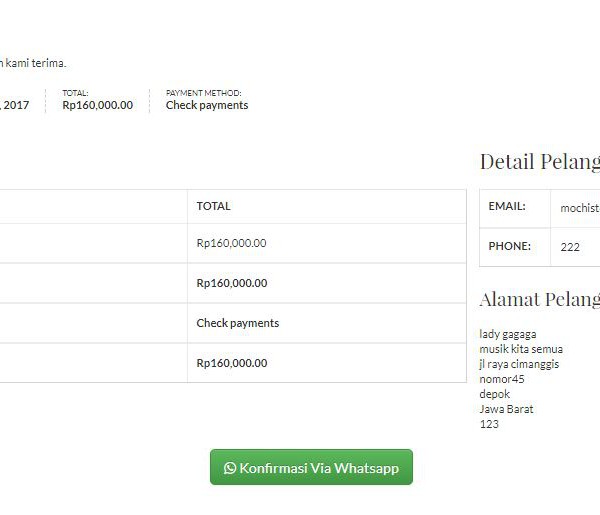 kami terima.
TOTAL:
PAYMENT METHOD:
, 2017
Rp160,000.00
Check payments
Detail Pelang
TOTAL
Rp160,000.00
Rp160,000.00
Check payments
Rp160,000.00
EMAIL:
mochist
PHONE:
222
Alamat Pelang
lady gagaga
musik kita semua
jl raya cimanggis
nomor45
depok
Jawa Barat
123
Konfirmasi Via Whatsapp